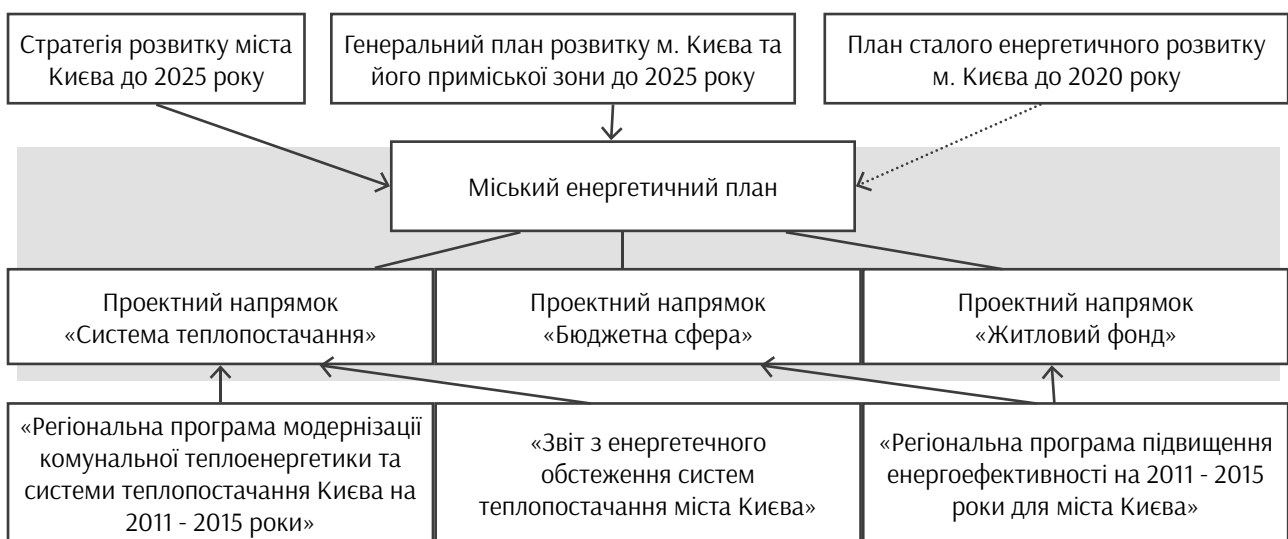 Стратегія розвитку міста
Києва до 2025 року
Генеральний план розвитку м. Києва та
його приміської зони до 2025 року
План сталого енергетичного розвитку
м. Києва до 2020 року
Міський енергетичний план
Проектний напрямок
«Система теплопостачання»
Проектний напрямок
«Бюджетна сфера»
Проектний напрямок
«Житловий фонд»
«Регіональна програма модернізації
комунальної теплоенергетики та
системи теплопостачання Києва на
2011 - 2015 роки»
«Звіт з енергетечного
обстеження систем
теплопостачання міста Києва»
«Регіональна програма підвищення
енергоефективності на 2011 - 2015
роки для міста Києва»